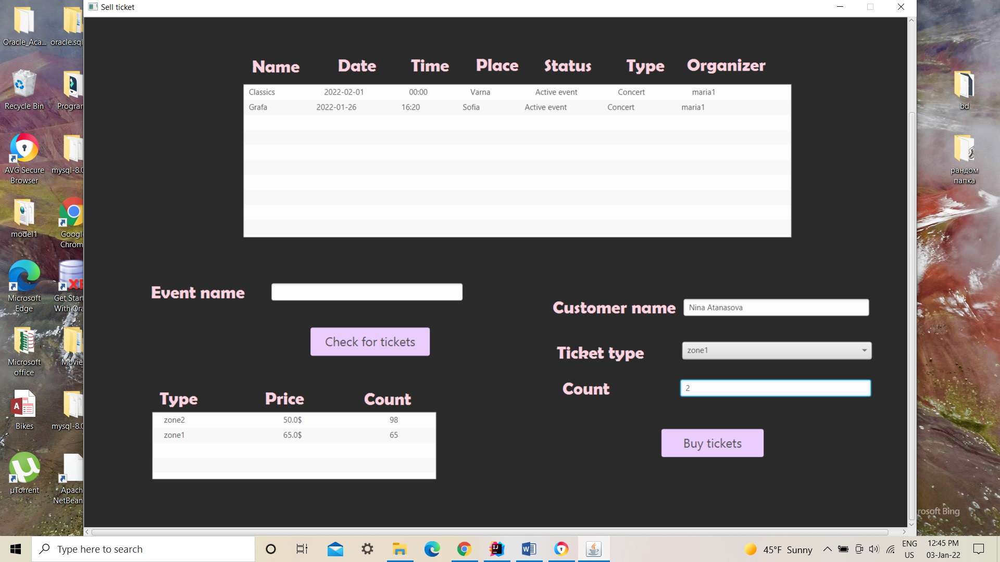 Sell ticket
Name Date Time Place Status Type Organizer
Classics 2022-02-01 00:00 Varna Active event Concert maria1
Grafa 2022-01-26 16:20 Sofia Active event Concert maria1
Event name
Check for tickets
Customer name Nina Atanasova
Ticket type zone1
Count 2
Buy tickets
Type Price Count
zone2 50.0$ 98
zone1 65.0$ 65
Oracle_Aca...
oracle.sql
Recycle Bin
Program
AVG Secure
Browser
mysql-8.0
model1
Googl
Chrom
Microsoft
Edge
Get Star
With Ora
Microsoft
office
Movie
Bikes
mysql-8.0
µTorrent
Apach
NetBean
bd
рандом
папка
rosoft Bing
Type here to search
45°F Sunny
ENG
US
12:45 PM
03-Jan-22